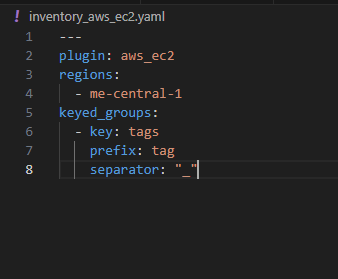 ! inventory_aws_ec2.yaml
1 ---
2 plugin: aws_ec2
3 regions:
4   - me-central-1
5 keyed_groups:
6   - key: tags
7     prefix: tag
8     separator: "_"